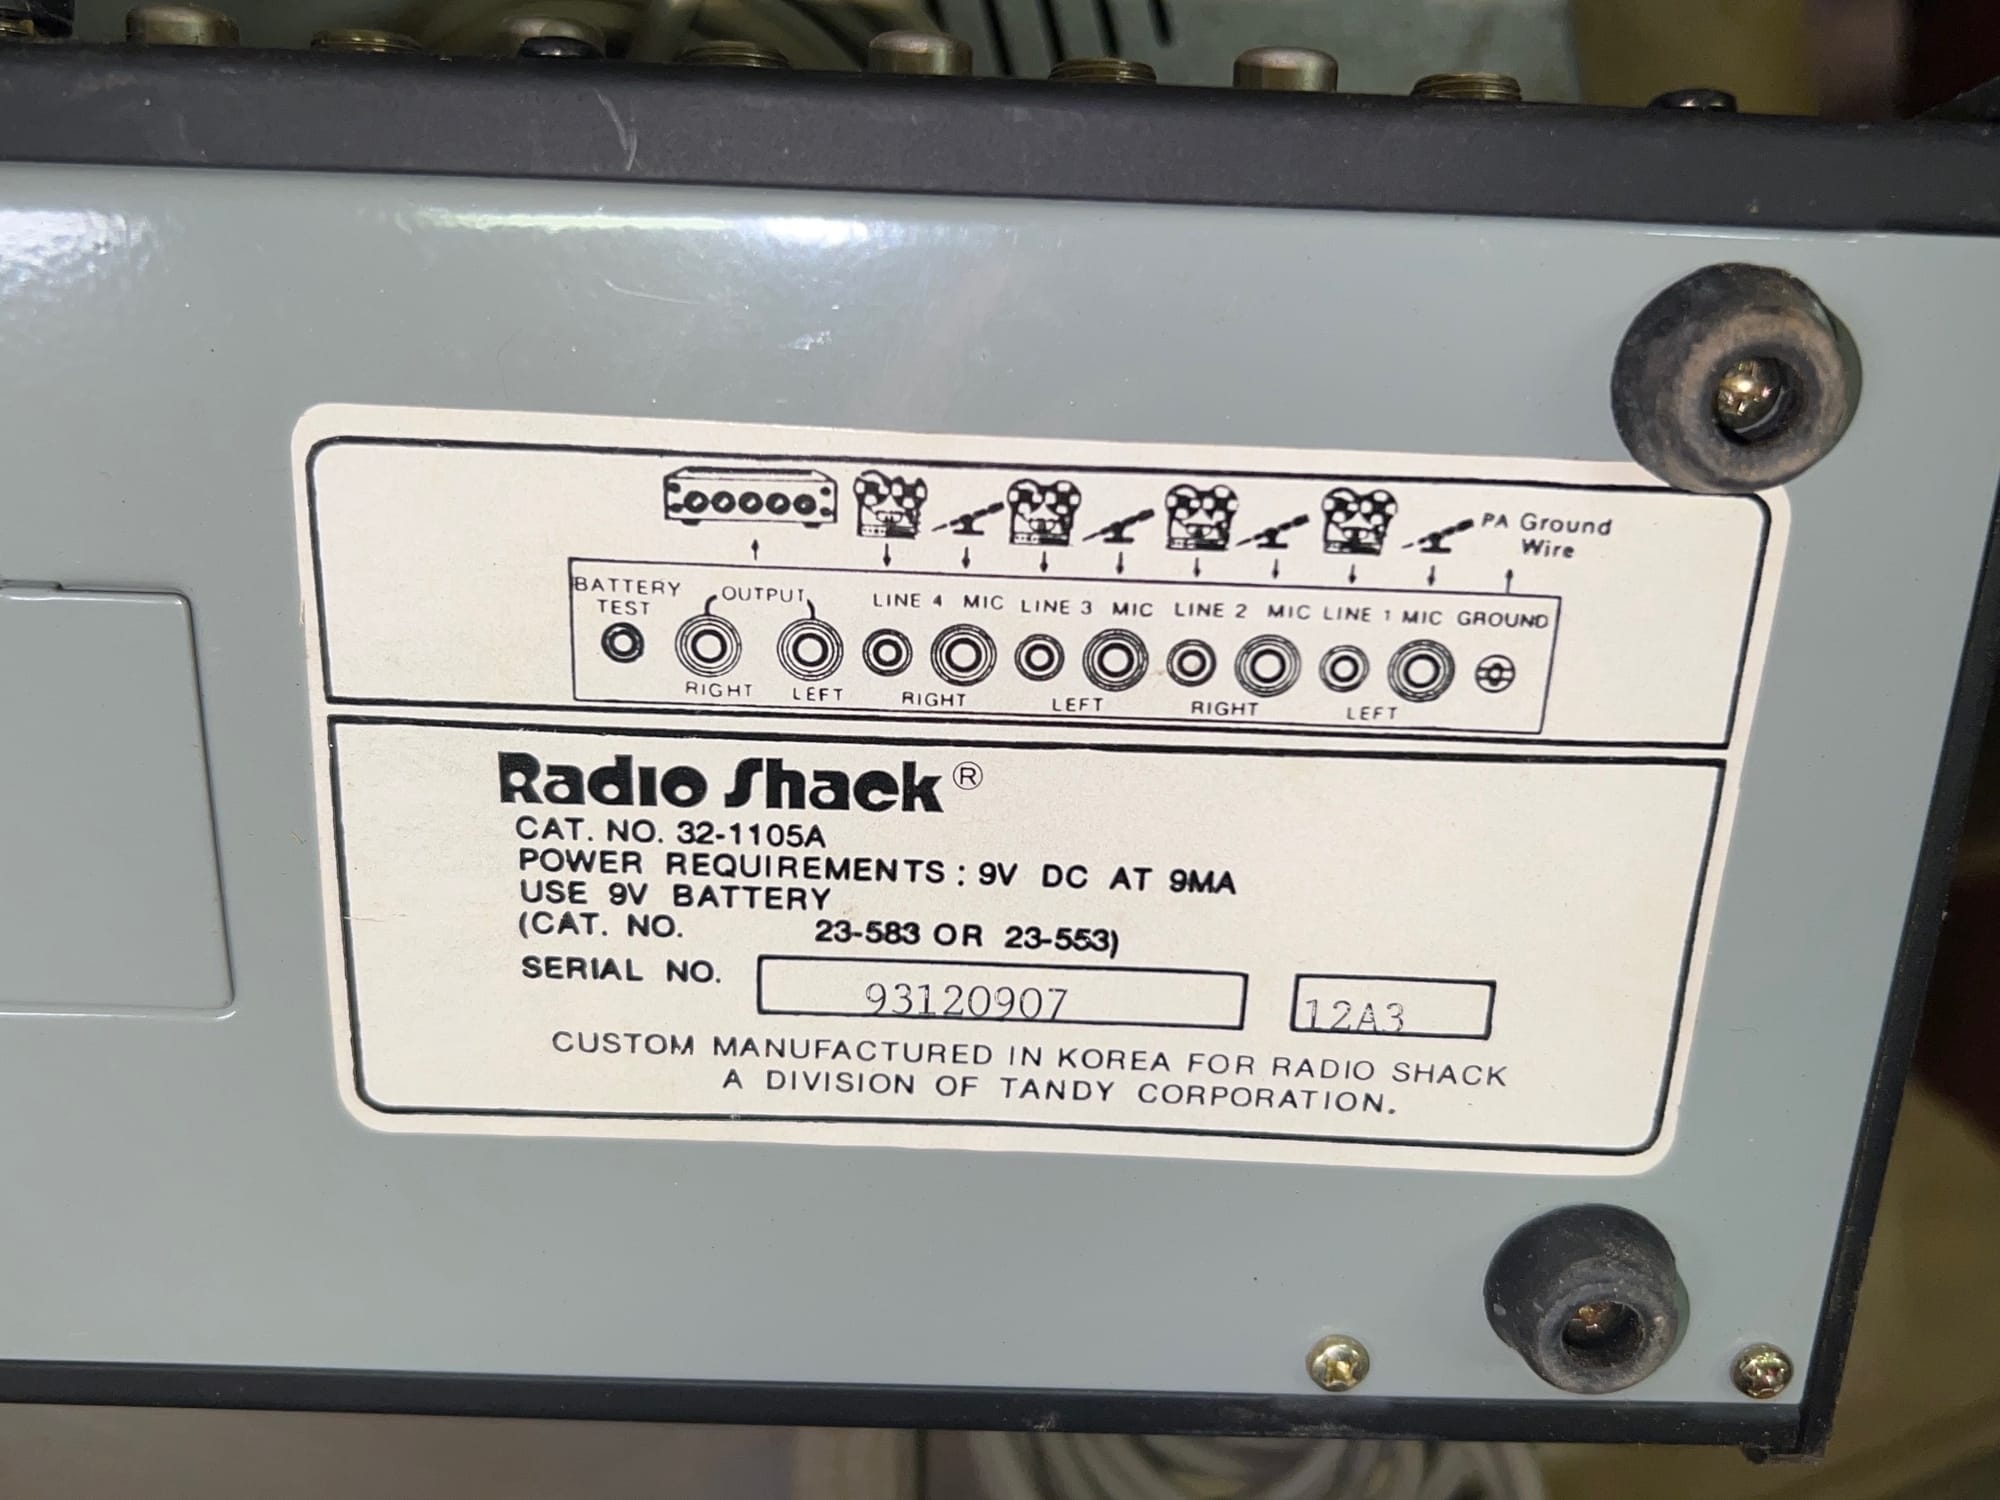 PA Ground
Wire
BATTERY
TEST
OUTPUT
LINE 4 MIC LINE 3 MIC LINE 2 MIC LINE 1 MIC GROUND
RIGHT LEFT RIGHT LEFT RIGHT LEFT
Radio Shack®
CAT. NO. 32-1105A
POWER REQUIREMENTS : 9V DC AT 9MA
USE 9V BATTERY
(CAT. NO. 23-583 OR 23-553)
SERIAL NO. 93120907 12A3
CUSTOM MANUFACTURED IN KOREA FOR RADIO SHACK
A DIVISION OF TANDY CORPORATION.